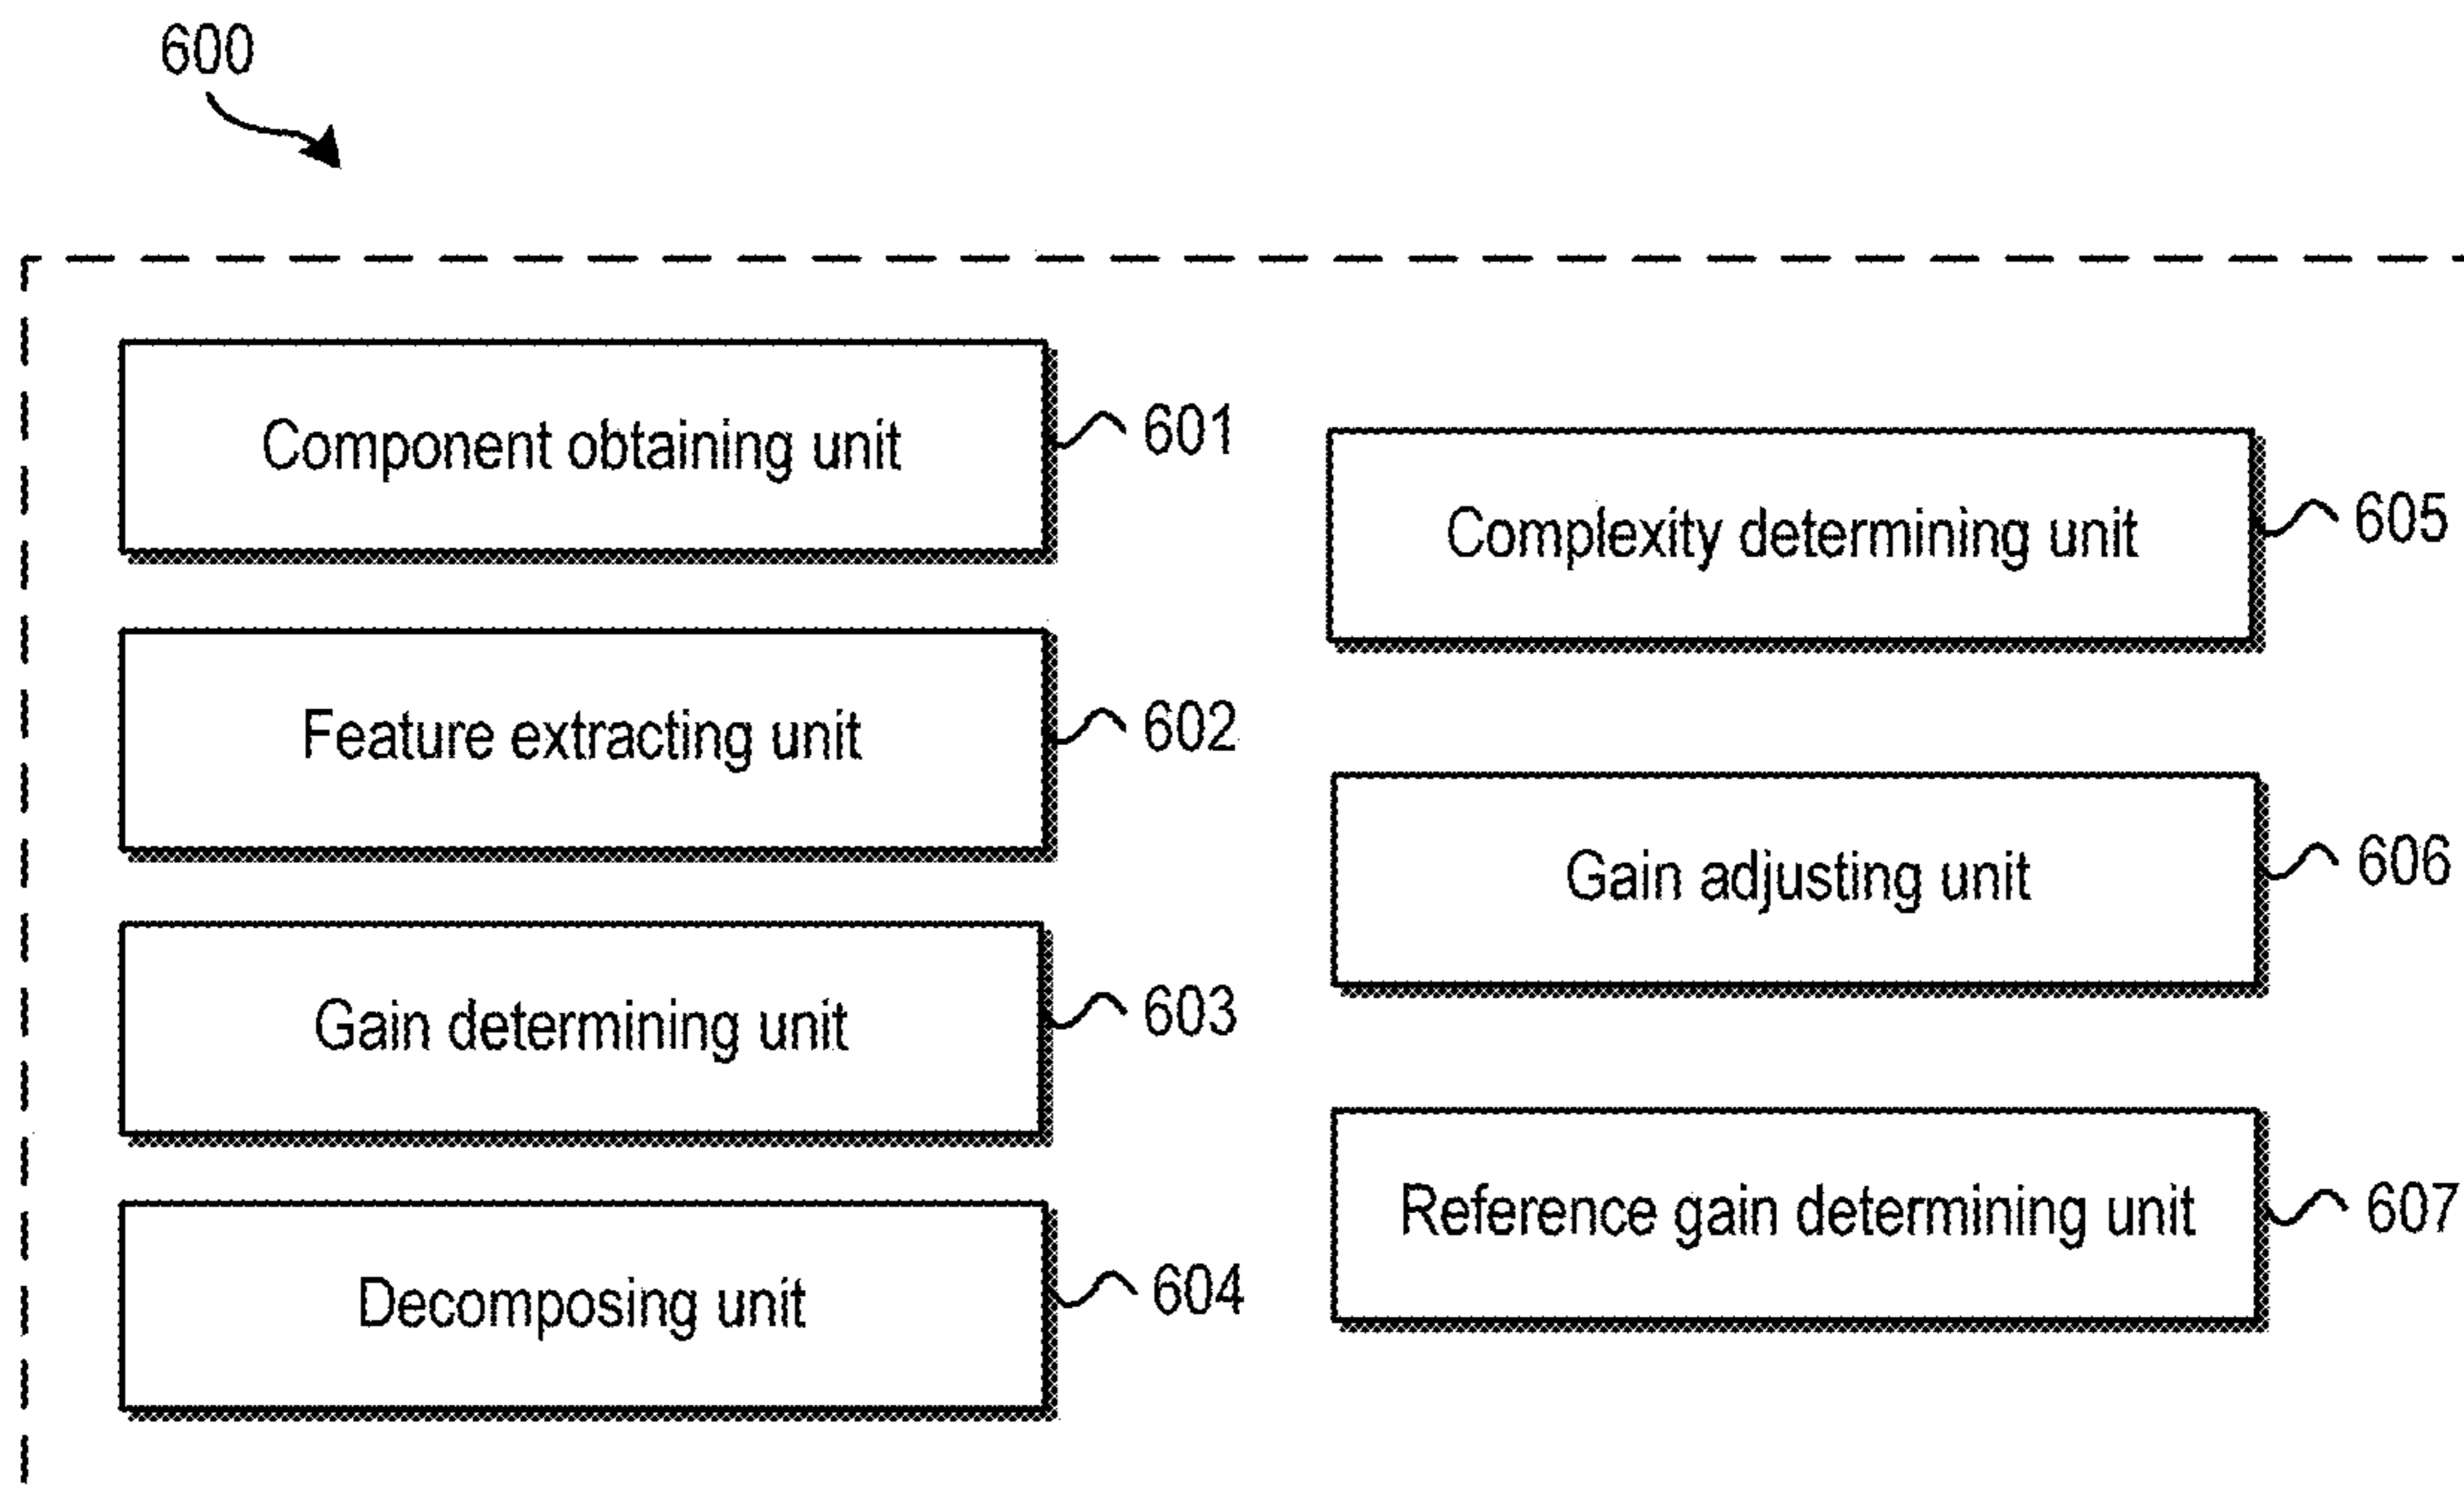 600
Component obtaining unit
601
Feature extracting unit
602
Gain determining unit
603
Decomposing unit
604
Complexity determining unit
605
Gain adjusting unit
606
Reference gain determining unit
607